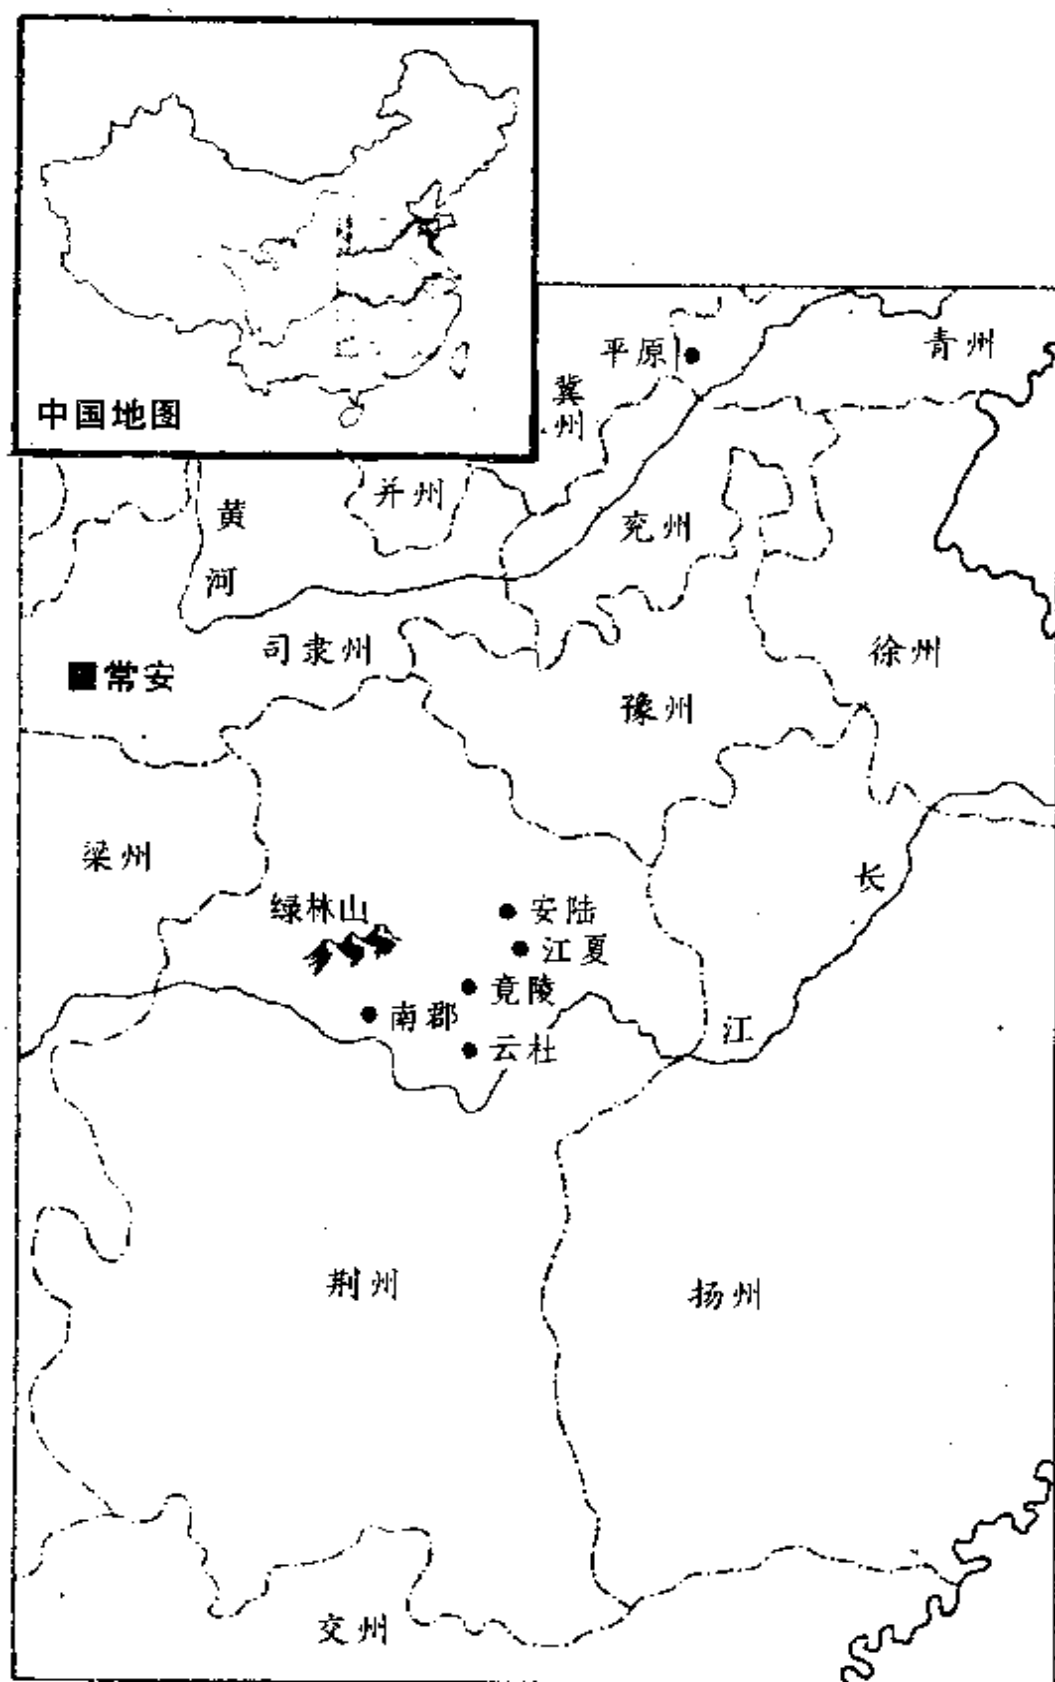 中国地图
平原
青州
冀州
并州
黄河
兖州
司隶州
徐州
常安
豫州
梁州
长江
绿林山
安陆
江夏
竟陵
南郡
云杜
荆州
扬州
交州